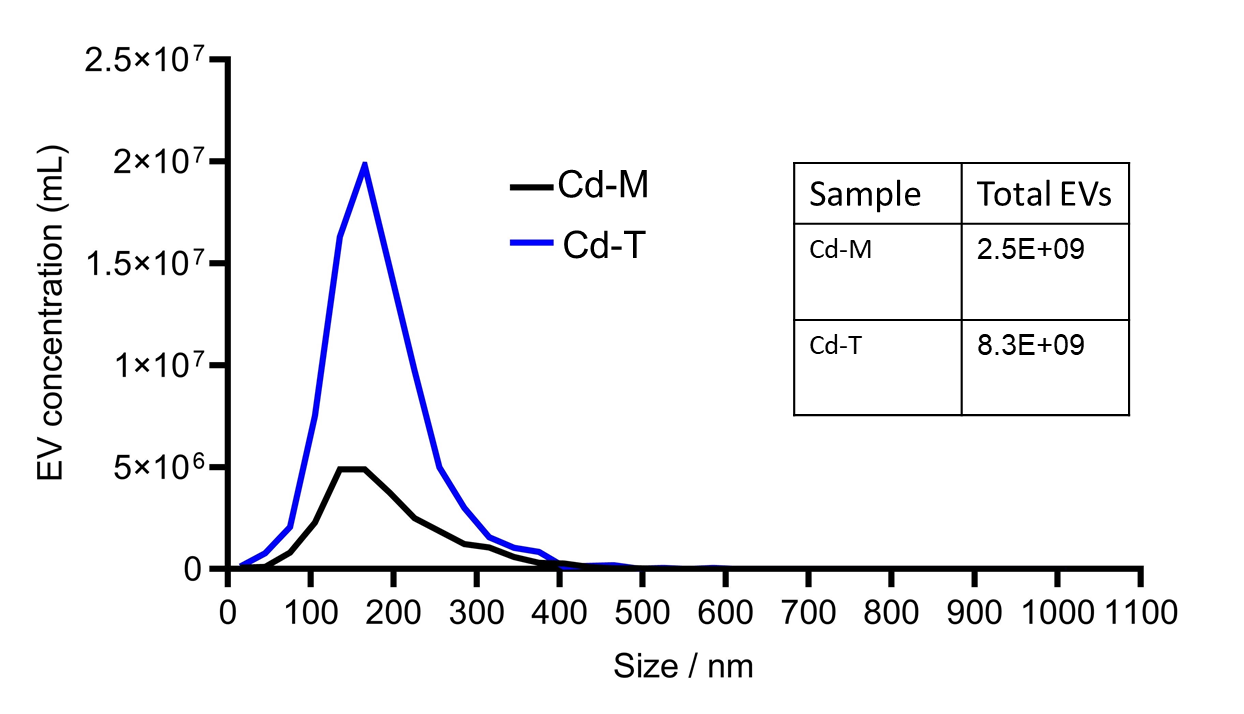 2.5×10⁷
2×10⁷
1.5×10⁷
1×10⁷
5×10⁶
0
EV concentration (mL)
0 100 200 300 400 500 600 700 800 900 1000 1100
Size / nm
Cd-M
Cd-T
Sample Total EVs
Cd-M 2.5E+09
Cd-T 8.3E+09